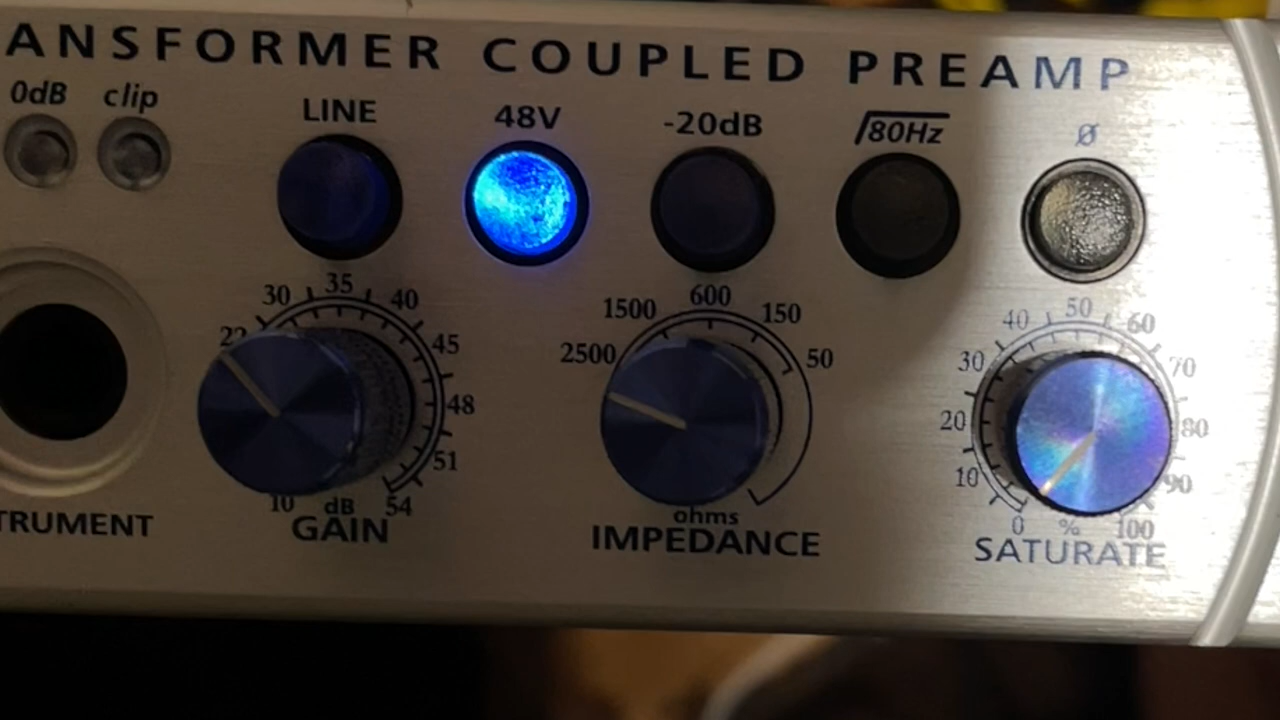 ANSFORMER COUPLED PREAMP
0dB clip LINE 48V -20dB 80Hz Ø
22 30 35 40 45 48 51 54 10 dB
2500 1500 600 150 50 ohms
0 10 20 30 40 50 60 70 80 90 100 %
TRUMENT GAIN IMPEDANCE SATURATE